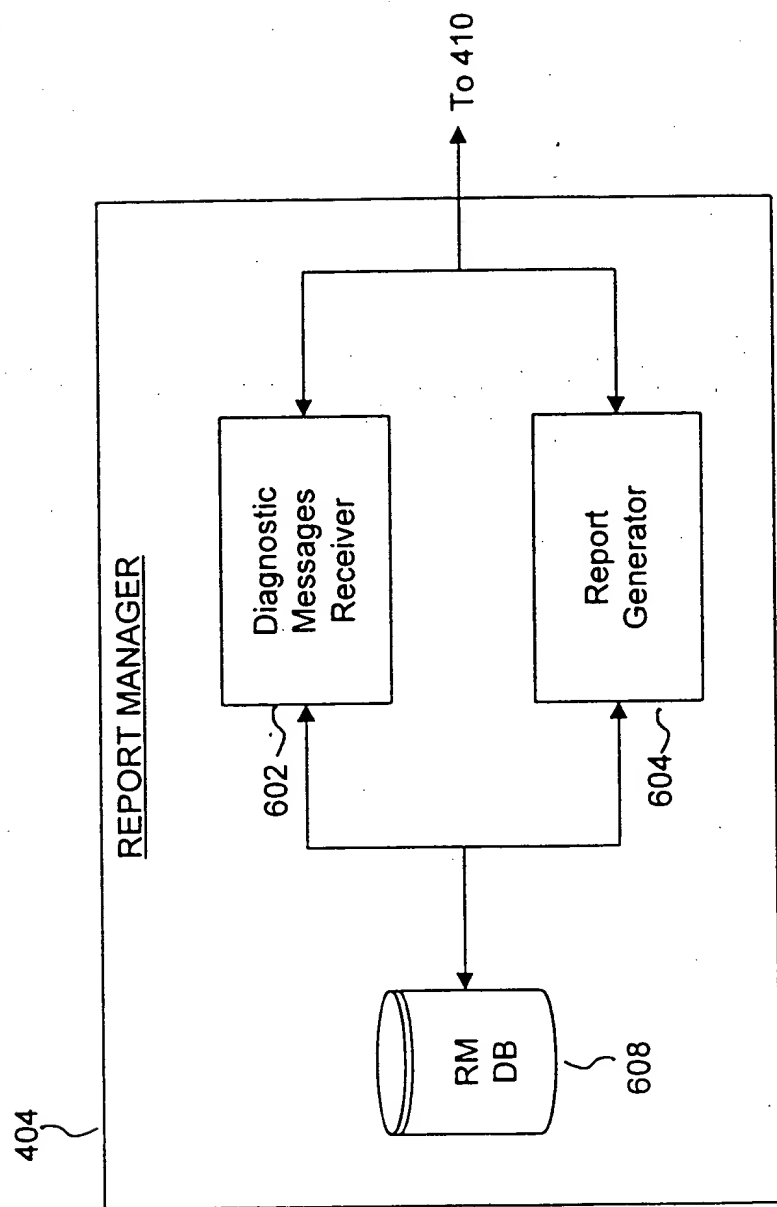 404
REPORT MANAGER
Diagnostic
Messages
Receiver
602
To 410
RM
DB
608
Report
Generator
604